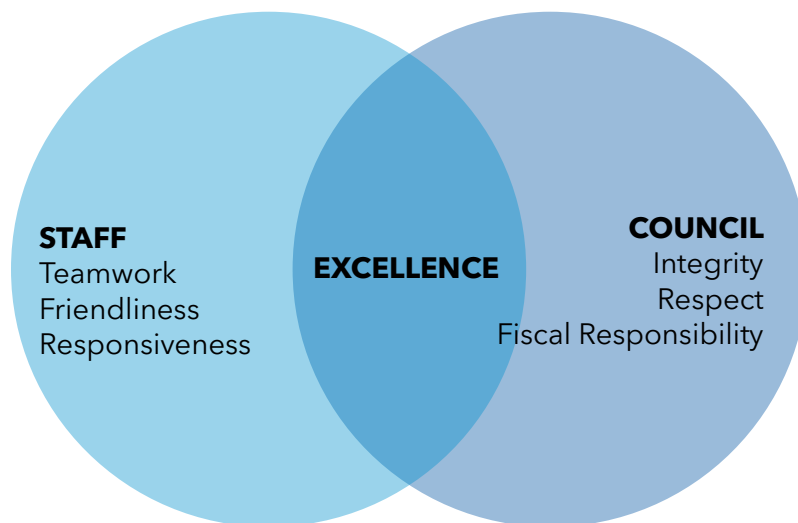 STAFF
Teamwork
Friendliness
Responsiveness
EXCELLENCE
COUNCIL
Integrity
Respect
Fiscal Responsibility